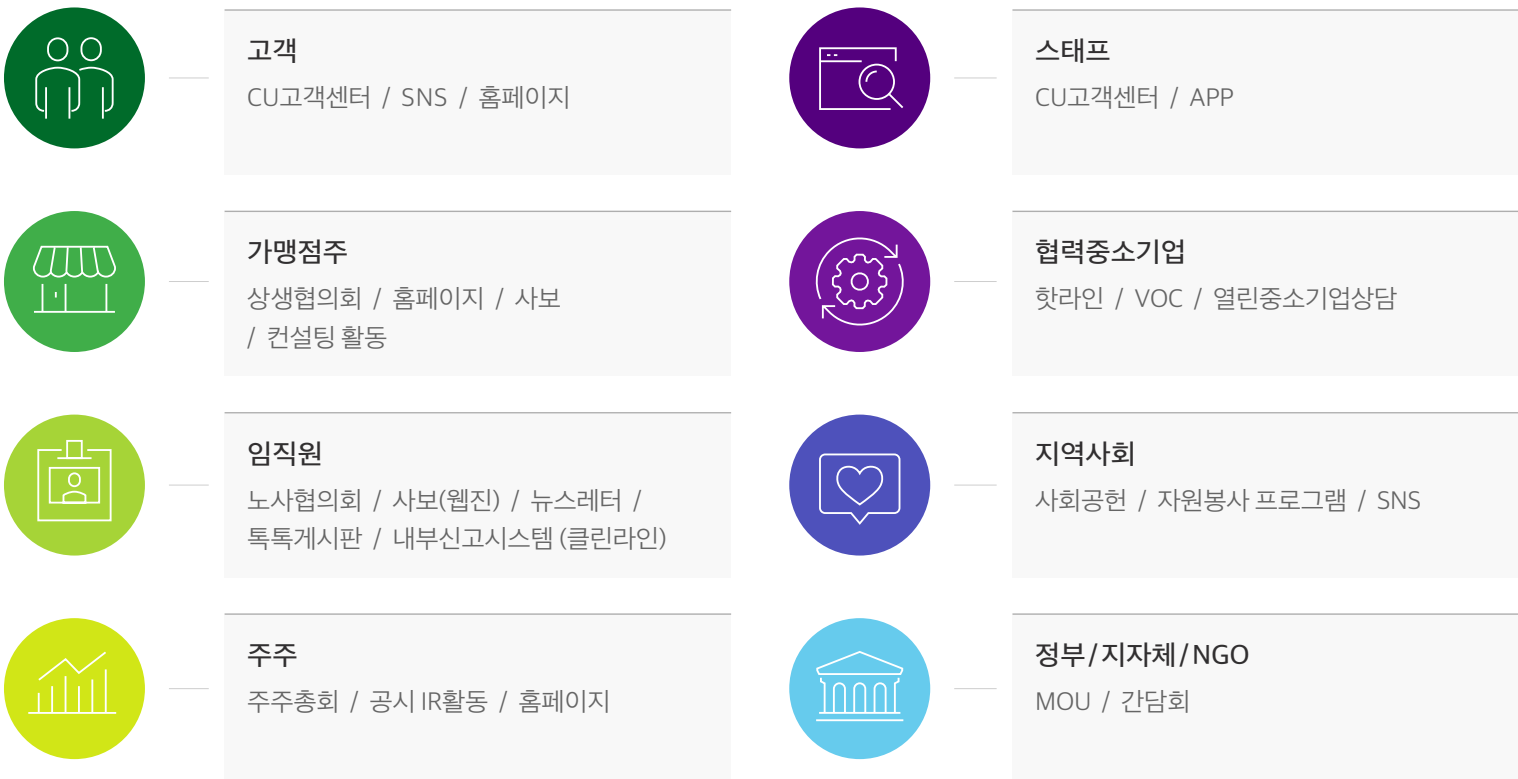 고객
CU고객센터 / SNS / 홈페이지
스태프
CU고객센터 / APP
가맹점주
상생협의회 / 홈페이지 / 사보
/ 컨설팅 활동
협력중소기업
핫라인 / VOC / 열린중소기업상담
임직원
노사협의회 / 사보(웹진) / 뉴스레터 /
톡톡게시판 / 내부신고시스템 (클린라인)
지역사회
사회공헌 / 자원봉사 프로그램 / SNS
주주
주주총회 / 공시 IR활동 / 홈페이지
정부/지자체/NGO
MOU / 간담회